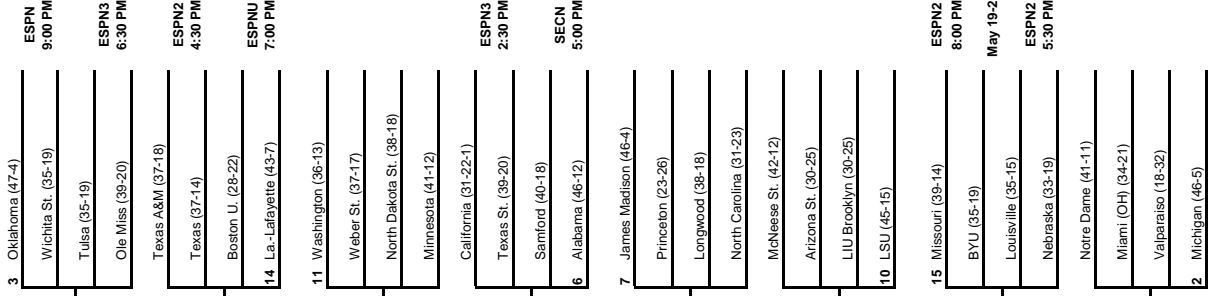 3 Oklahoma (47-4)
ESPN
9:00 PM
Wichita St. (35-19)
Tulsa (35-19)
ESPN3
6:30 PM
Ole Miss (39-20)
Texas A&M (37-18)
ESPN2
4:30 PM
Texas (37-14)
Boston U. (28-22)
ESPNU
7:00 PM
14 La.-Lafayette (43-7)
11 Washington (36-13)
Weber St. (37-17)
North Dakota St. (38-18)
Minnesota (41-12)
California (31-22-1)
ESPN3
2:30 PM
Texas St. (39-20)
Samford (40-18)
SECN
5:00 PM
6 Alabama (46-12)
7 James Madison (46-4)
Princeton (23-26)
Longwood (38-18)
North Carolina (31-23)
McNeese St. (42-12)
Arizona St. (30-25)
LIU Brooklyn (30-25)
10 LSU (45-15)
15 Missouri (39-14)
ESPN2
8:00 PM
BYU (35-19)
May 19-2
Louisville (35-15)
ESPN2
5:30 PM
Nebraska (33-19)
Notre Dame (41-11)
Miami (OH) (34-21)
Valparaiso (18-32)
2 Michigan (46-5)